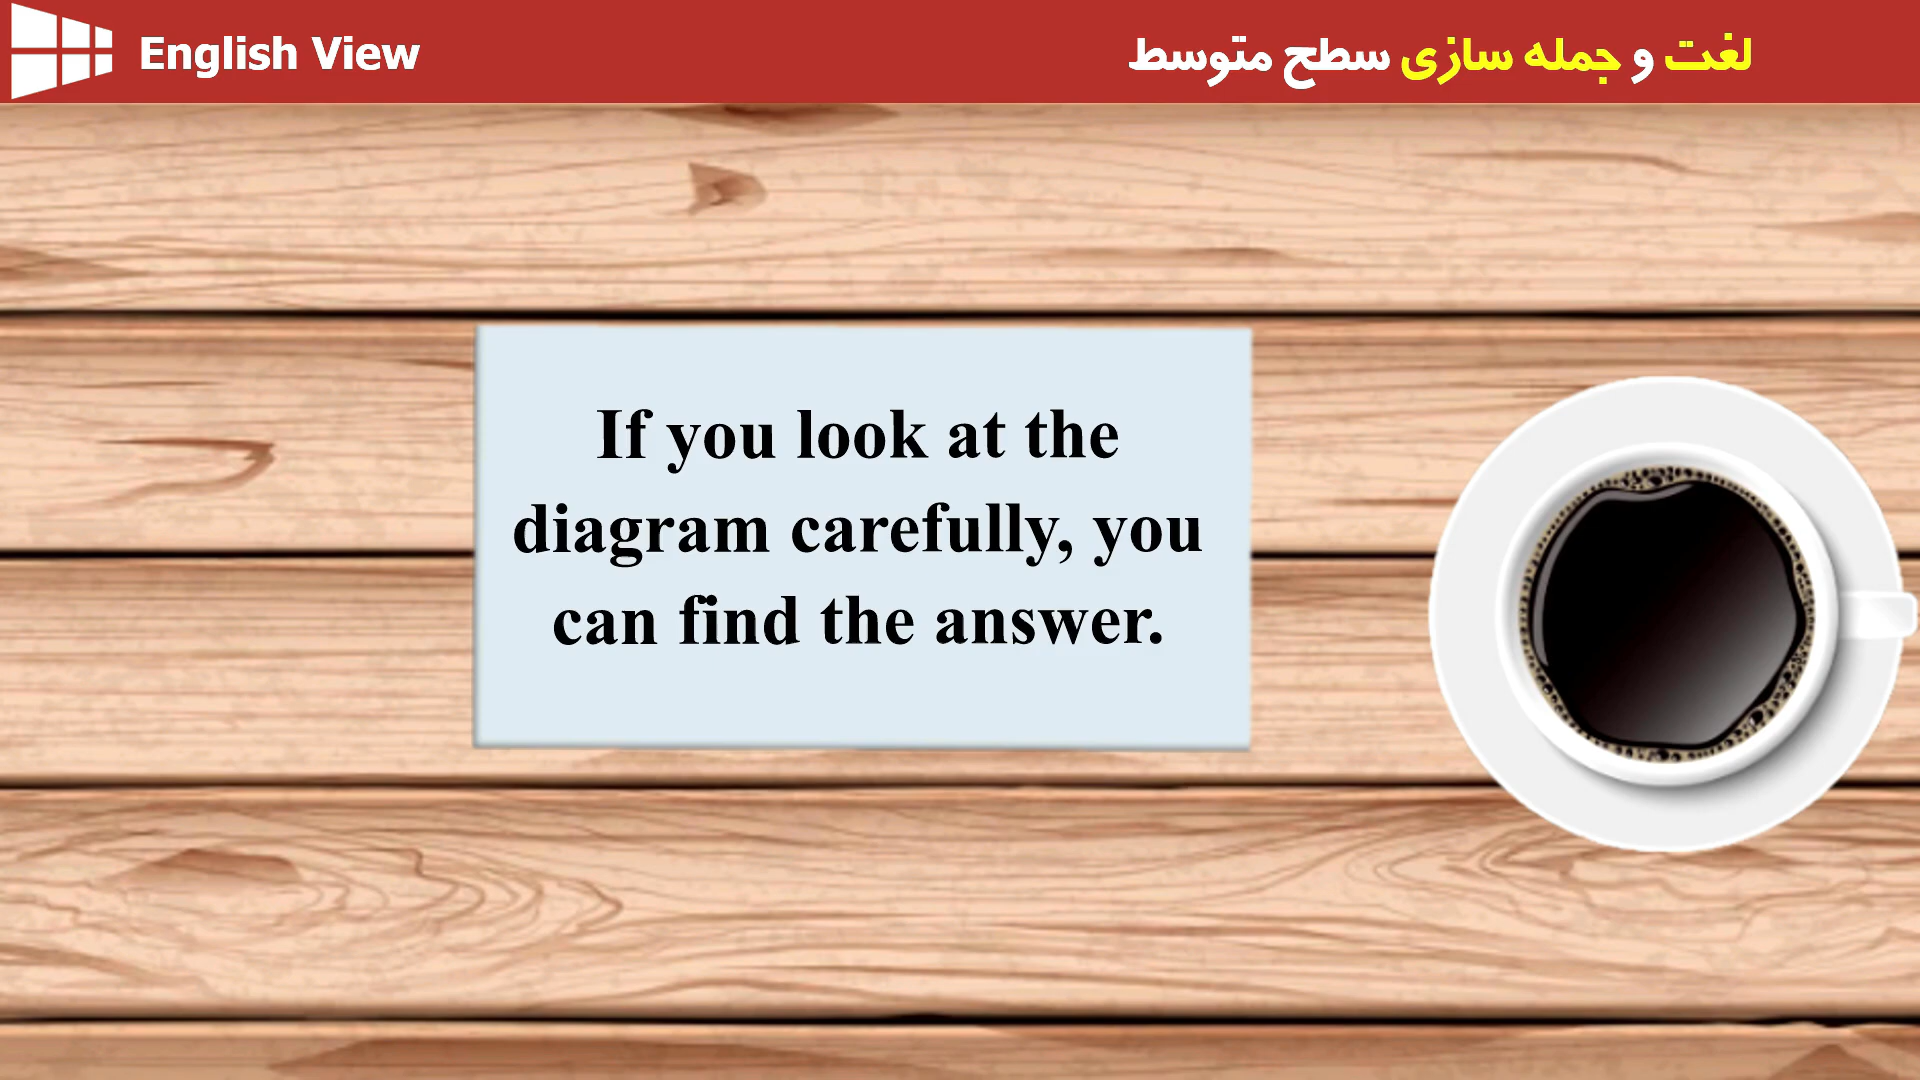 English View
لغت و جمله سازی سطح متوسط
If you look at the
diagram carefully, you
can find the answer.